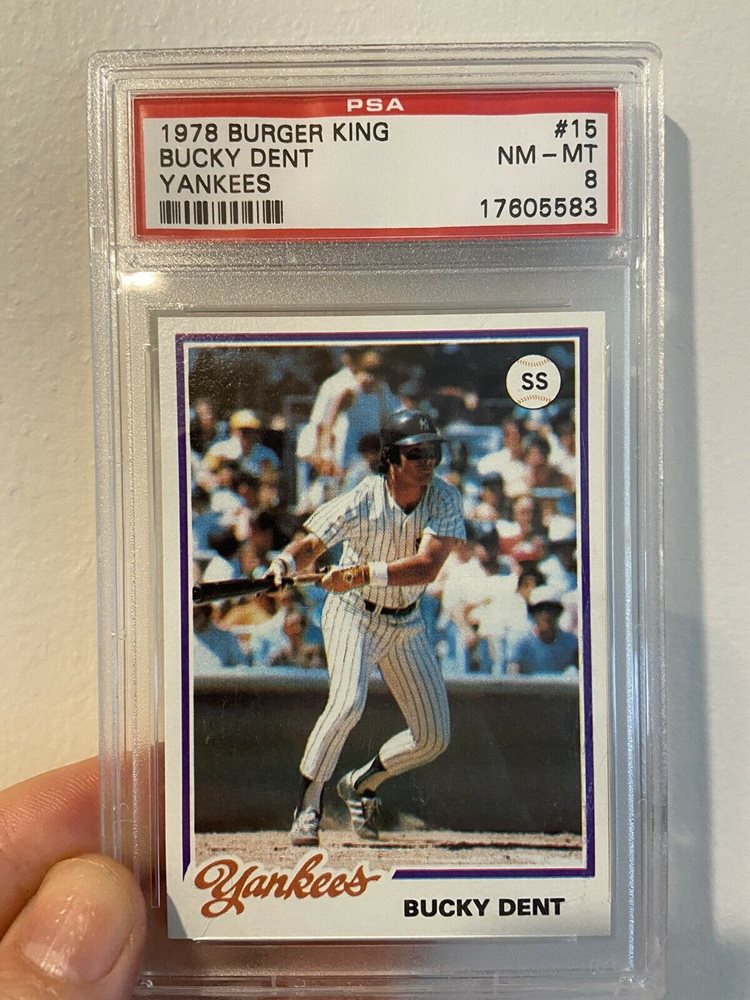 PSA
1978 BURGER KING #15
BUCKY DENT NM-MT
YANKEES 8
17605583
SS
Yankees
BUCKY DENT